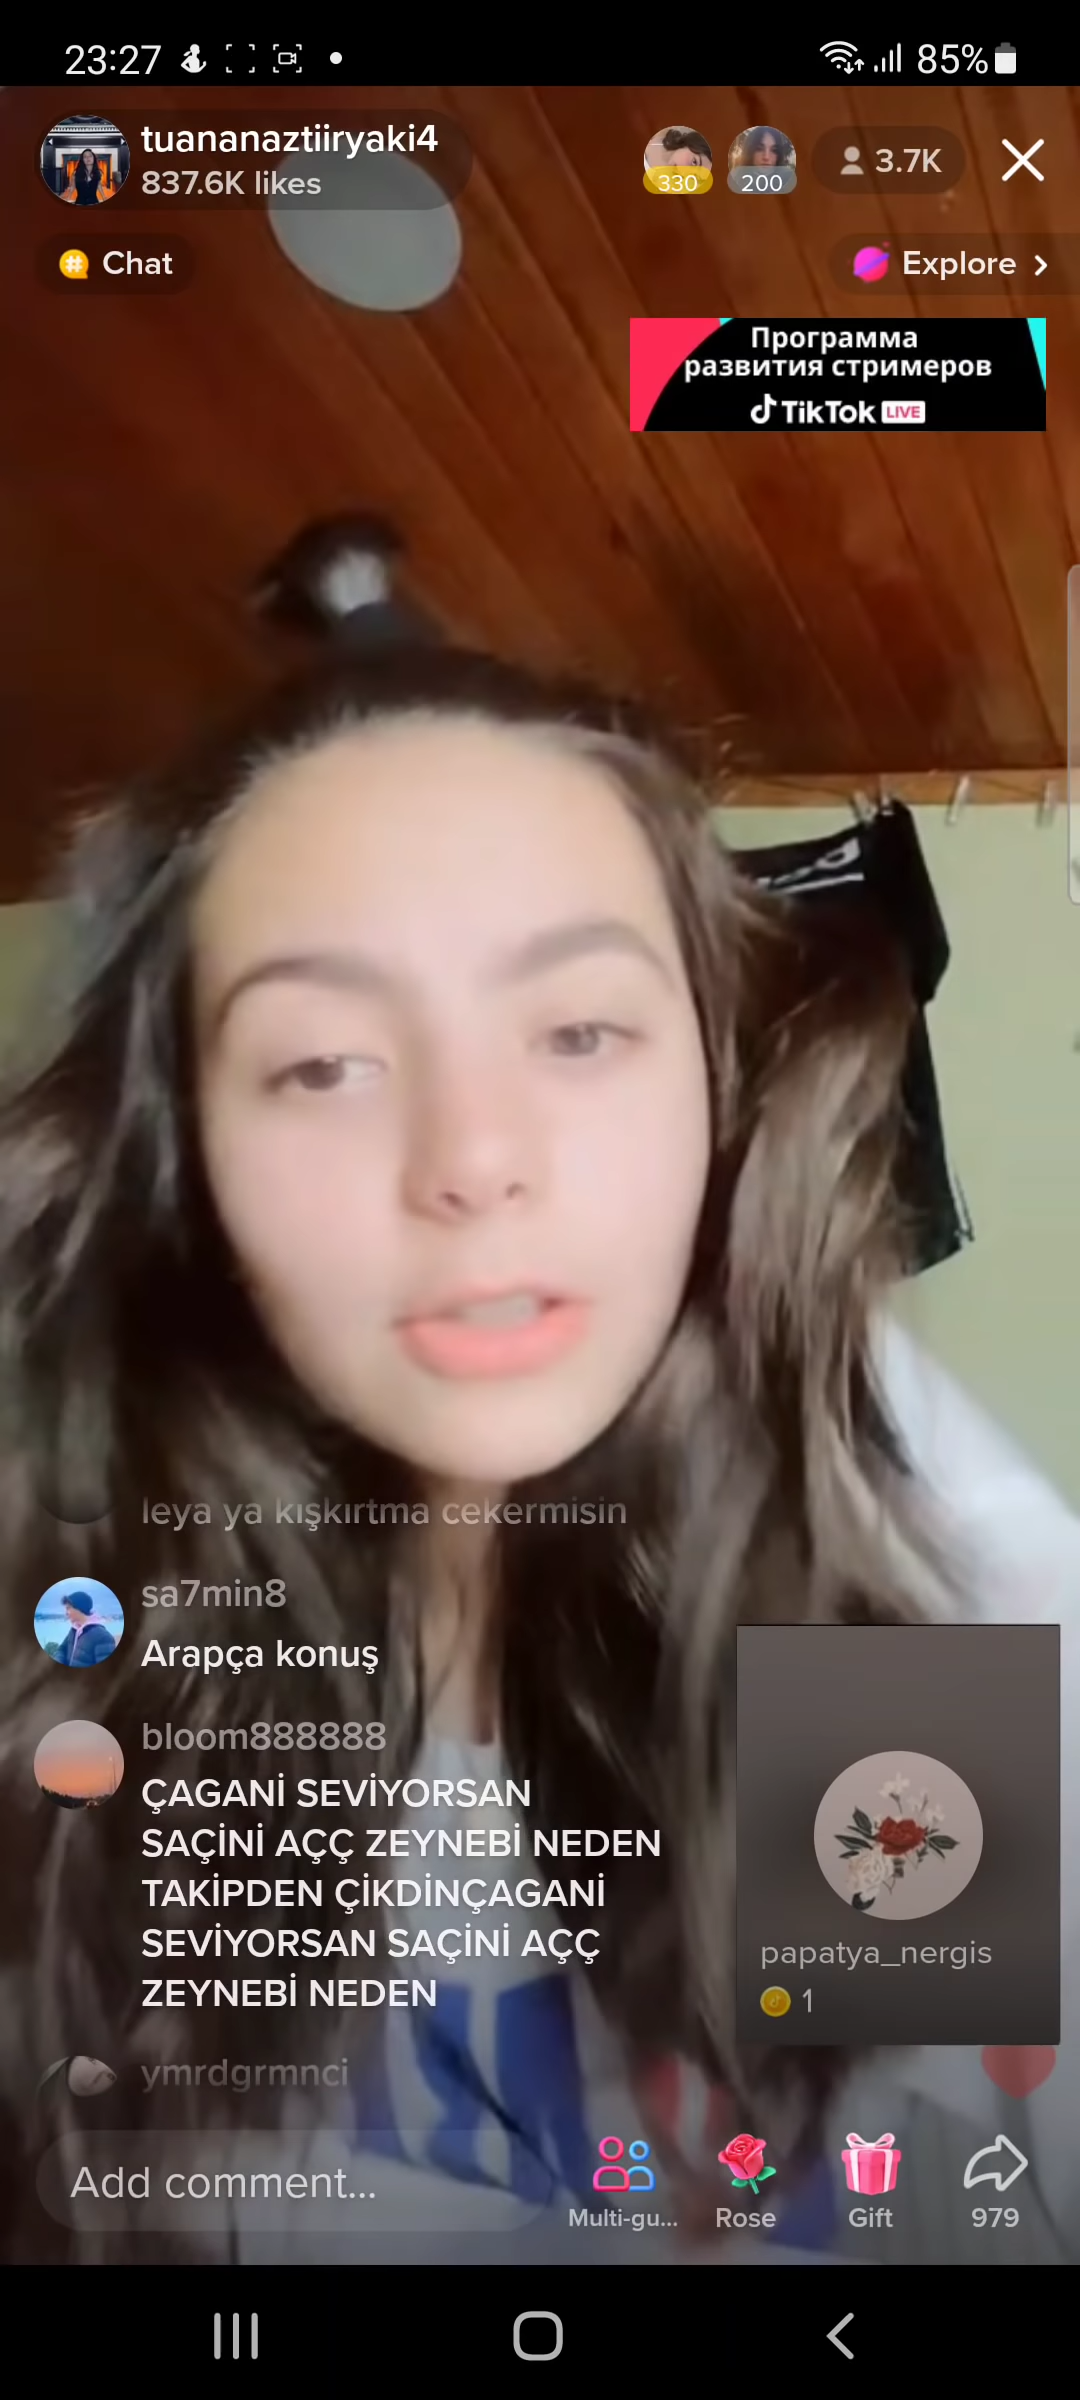 23:27
85%
tuananaztiiryaki4
837.6K likes
330
200
3.7K
Chat
Explore
Программа
развития стримеров
TikTok LIVE
leya ya kışkırtma cekermisin
sa7min8
Arapça konuş
bloom888888
ÇAGANİ SEVİYORSAN
SAÇİNİ AÇÇ ZEYNEBİ NEDEN
TAKİPDEN ÇİKDİNÇAGANİ
SEVİYORSAN SAÇİNİ AÇÇ
ZEYNEBİ NEDEN
papatya_nergis
1
ymrdgrmnci
Add comment...
Multi-gu...
Rose
Gift
979